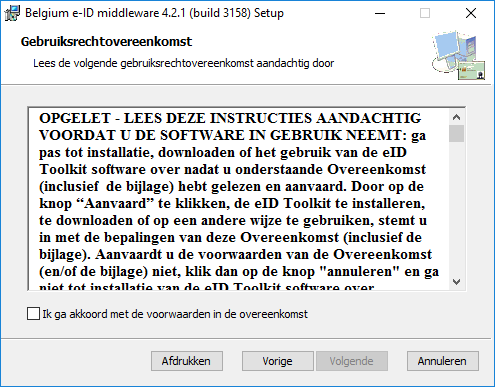 Belgium e-ID middleware 4.2.1 (build 3158) Setup
Gebruiksrechtovereenkomst
Lees de volgende gebruiksrechtovereenkomst aandachtig door
OPGELET - LEES DEZE INSTRUCTIES AANDACHTIG
VOORDAT U DE SOFTWARE IN GEBRUIK NEEMT: ga
pas tot installatie, downloaden of het gebruik van de eID
Toolkit software over nadat u onderstaande Overeenkomst
(inclusief  de bijlage) hebt gelezen en aanvaard. Door op de
knop “Aanvaard” te klikken, de eID Toolkit te installeren,
te downloaden of op een andere wijze te gebruiken, stemt u
in met de bepalingen van deze Overeenkomst (inclusief de
bijlage). Aanvaardt u de voorwaarden van de Overeenkomst
(en/of de bijlage) niet, klik dan op de knop "annuleren" en ga
niet tot installatie van de eID Toolkit software over.
Ik ga akkoord met de voorwaarden in de overeenkomst
Afdrukken
Vorige
Volgende
Annuleren